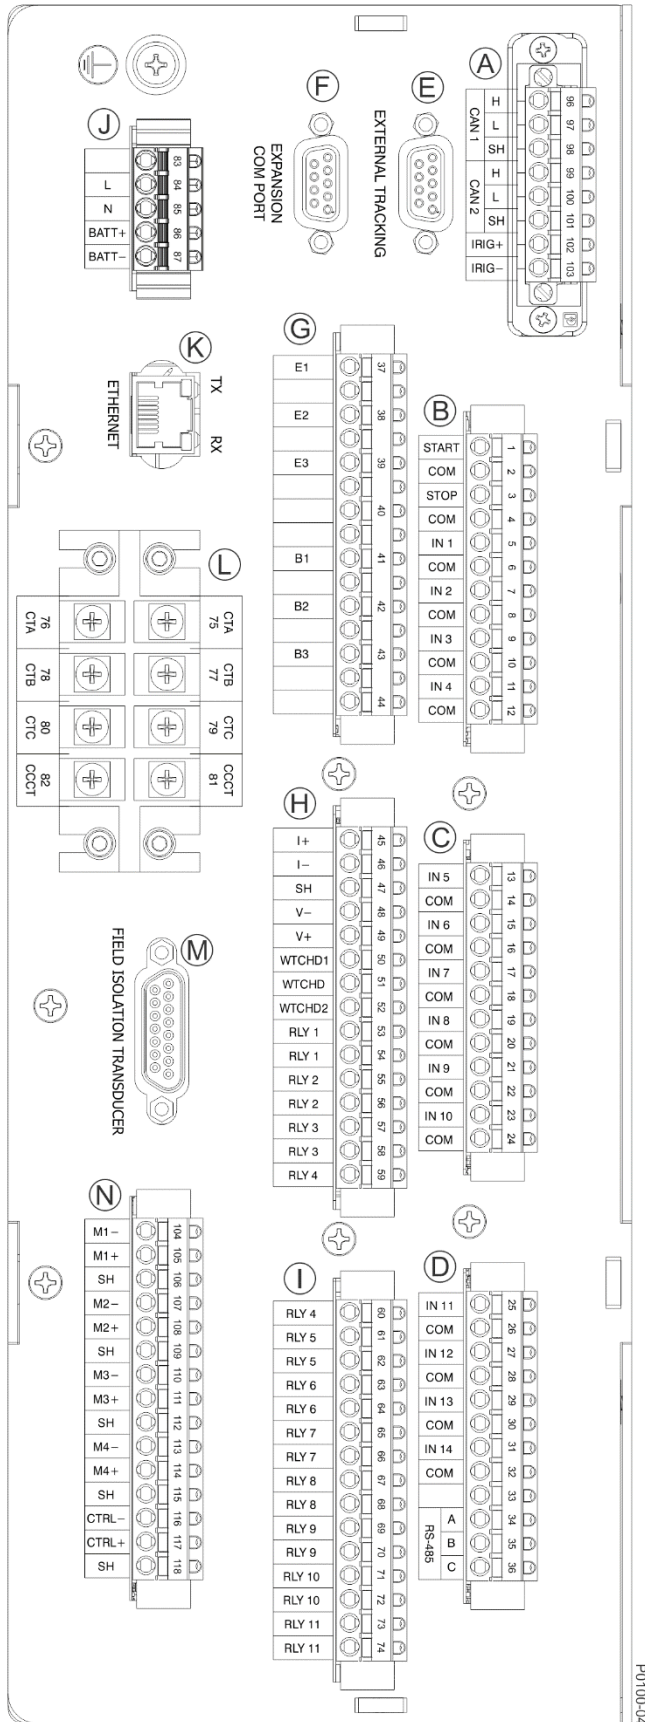 J
83
L 84
N 85
BATT+ 86
BATT− 87
F
EXPANSION
COM PORT
E
EXTERNAL TRACKING
A
CAN 1
H 96
L 97
SH 98
CAN 2
H 99
L 100
SH 101
IRIG+ 102
IRIG− 103
K
TX
RX
ETHERNET
G
E1 37
E2 38
E3 39
40
B1 41
B2 42
B3 43
44
B
START 1
COM 2
STOP 3
COM 4
IN 1 5
COM 6
IN 2 7
COM 8
IN 3 9
COM 10
IN 4 11
COM 12
L
CTA 76 75 CTA
CTB 78 77 CTB
CTC 80 79 CTC
CCCT 82 81 CCCT
H
I+ 45
I− 46
SH 47
V− 48
V+ 49
WTCHD1 50
WTCHD 51
WTCHD2 52
RLY 1 53
RLY 1 54
RLY 2 55
RLY 2 56
RLY 3 57
RLY 3 58
RLY 4 59
C
IN 5 13
COM 14
IN 6 15
COM 16
IN 7 17
COM 18
IN 8 19
COM 20
IN 9 21
COM 22
IN 10 23
COM 24
M
FIELD ISOLATION TRANSDUCER
N
M1− 104
M1+ 105
SH 106
M2− 107
M2+ 108
SH 109
M3− 110
M3+ 111
SH 112
M4− 113
M4+ 114
SH 115
CTRL− 116
CTRL+ 117
SH 118
I
RLY 4 60
RLY 5 61
RLY 5 62
RLY 6 63
RLY 6 64
RLY 7 65
RLY 7 66
RLY 8 67
RLY 8 68
RLY 9 69
RLY 9 70
RLY 10 71
RLY 10 72
RLY 11 73
RLY 11 74
D
IN 11 25
COM 26
IN 12 27
COM 28
IN 13 29
COM 30
IN 14 31
COM 32
33
RS-485
A 34
B 35
C 36
P0100-04